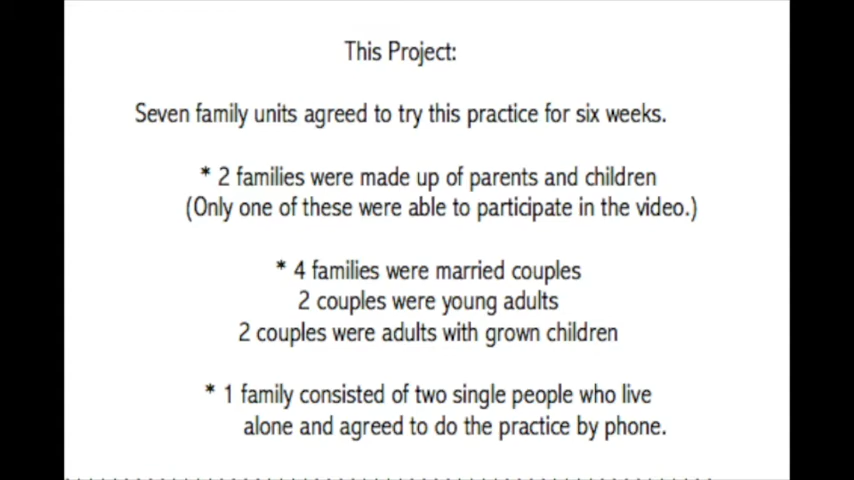 This Project:
Seven family units agreed to try this practice for six weeks.
* 2 families were made up of parents and children
(Only one of these were able to participate in the video.)
* 4 families were married couples
2 couples were young adults
2 couples were adults with grown children
* 1 family consisted of two single people who live
alone and agreed to do the practice by phone.